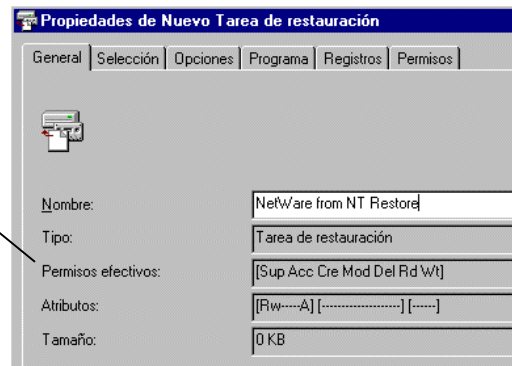 Propiedades de Nuevo Tarea de restauración
General Selección Opciones Programa Registros Permisos
Nombre: NetWare from NT Restore
Tipo: Tarea de restauración
Permisos efectivos: [Sup Acc Cre Mod Del Rd Wt]
Atributos: [Rw-----A] [--------------------] [------]
Tamaño: 0 KB